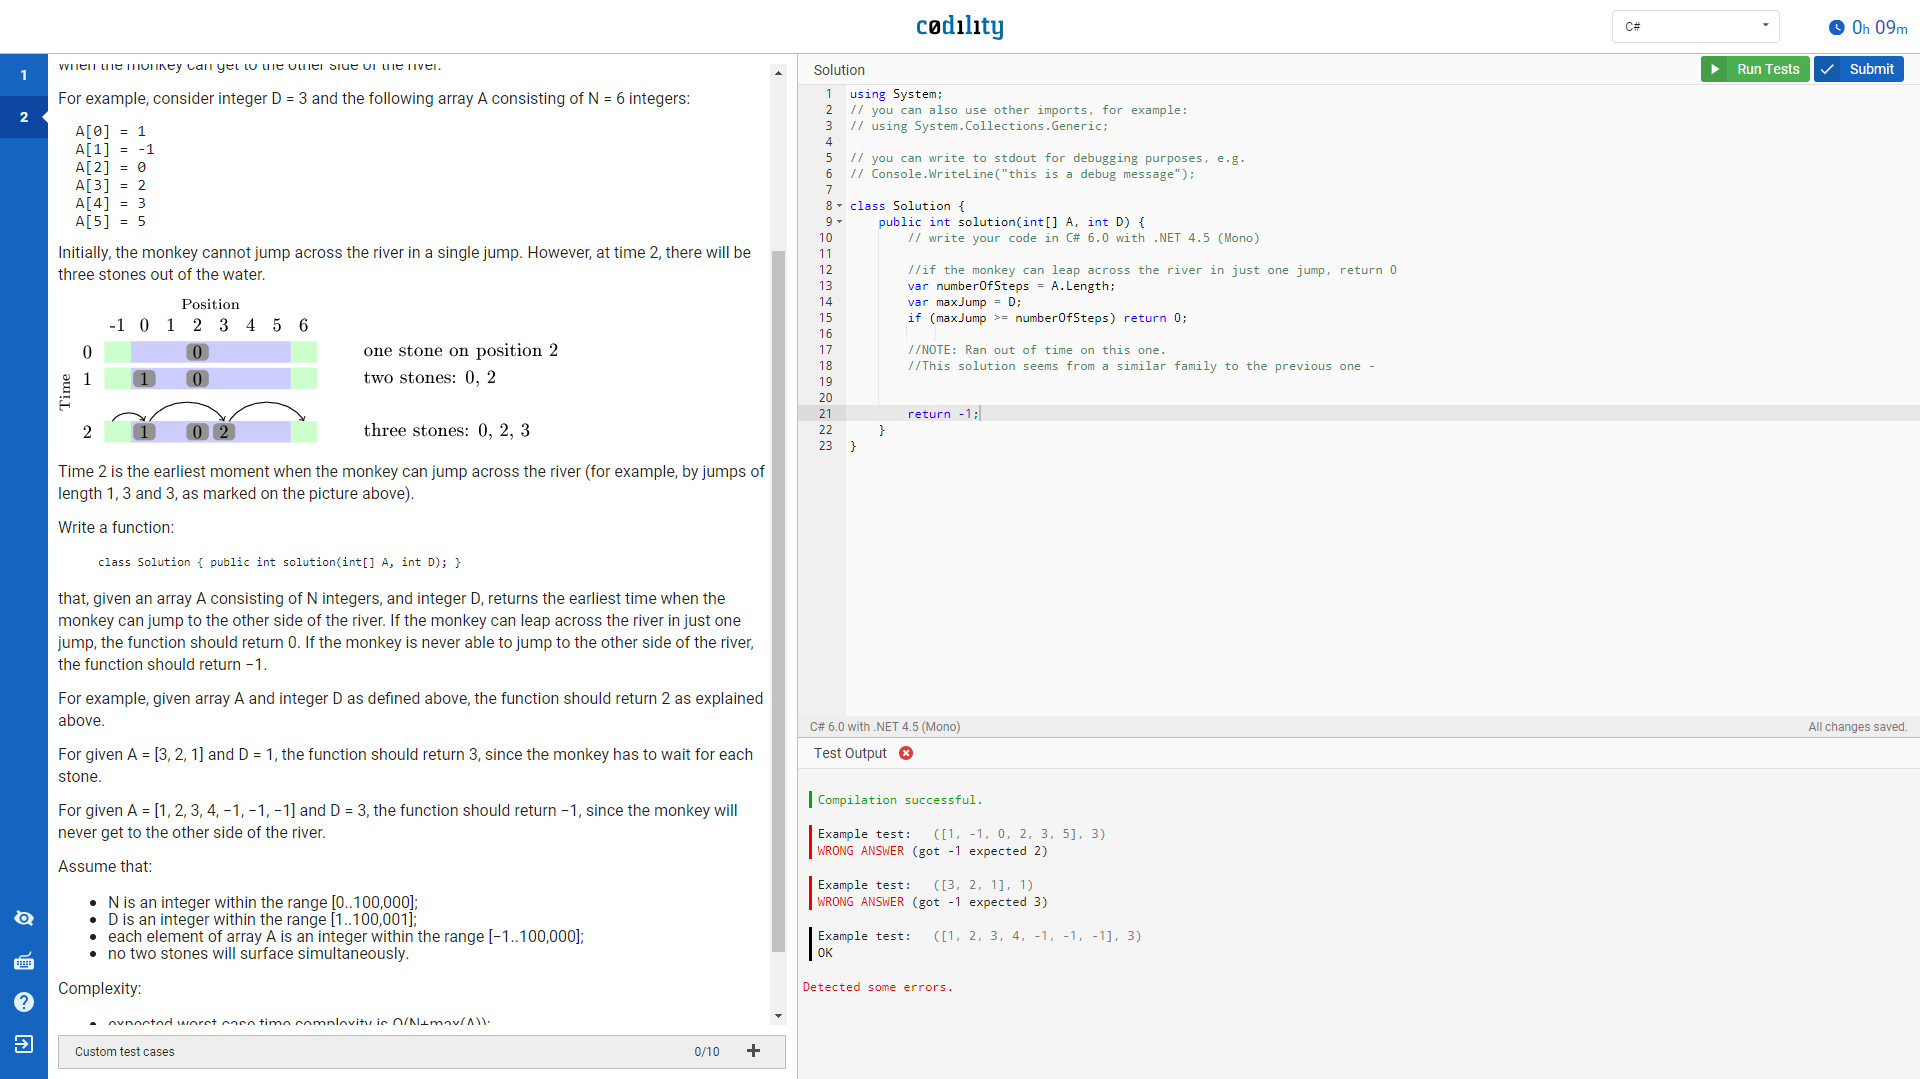 codility
C#
0h 09m
1
2
when the monkey can get to the other side of the river.
For example, consider integer D = 3 and the following array A consisting of N = 6 integers:
A[0] = 1
A[1] = -1
A[2] = 0
A[3] = 2
A[4] = 3
A[5] = 5
Initially, the monkey cannot jump across the river in a single jump. However, at time 2, there will be
three stones out of the water.
Position
-1 0 1 2 3 4 5 6
Time
0 0 one stone on position 2
1 1 0 two stones: 0, 2
2 1 0 2 three stones: 0, 2, 3
Time 2 is the earliest moment when the monkey can jump across the river (for example, by jumps of
length 1, 3 and 3, as marked on the picture above).
Write a function:
class Solution { public int solution(int[] A, int D); }
that, given an array A consisting of N integers, and integer D, returns the earliest time when the
monkey can jump to the other side of the river. If the monkey can leap across the river in just one
jump, the function should return 0. If the monkey is never able to jump to the other side of the river,
the function should return −1.
For example, given array A and integer D as defined above, the function should return 2 as explained
above.
For given A = [3, 2, 1] and D = 1, the function should return 3, since the monkey has to wait for each
stone.
For given A = [1, 2, 3, 4, −1, −1, −1] and D = 3, the function should return −1, since the monkey will
never get to the other side of the river.
Assume that:
• N is an integer within the range [0..100,000];
• D is an integer within the range [1..100,001];
• each element of array A is an integer within the range [−1..100,000];
• no two stones will surface simultaneously.
Complexity:
• expected worst case time complexity is O(N+max(A));
Custom test cases 0/10 +
Solution
Run Tests
Submit
1 using System;
2 // you can also use other imports, for example:
3 // using System.Collections.Generic;
4
5 // you can write to stdout for debugging purposes, e.g.
6 // Console.WriteLine("this is a debug message");
7
8 class Solution {
9 public int solution(int[] A, int D) {
10 // write your code in C# 6.0 with .NET 4.5 (Mono)
11
12 //if the monkey can leap across the river in just one jump, return 0
13 var numberOfSteps = A.Length;
14 var maxJump = D;
15 if (maxJump >= numberOfSteps) return 0;
16
17 //NOTE: Ran out of time on this one.
18 //This solution seems from a similar family to the previous one -
19
20
21 return -1;
22 }
23 }
C# 6.0 with .NET 4.5 (Mono)
All changes saved.
Test Output
Compilation successful.
Example test: ([1, -1, 0, 2, 3, 5], 3)
WRONG ANSWER (got -1 expected 2)
Example test: ([3, 2, 1], 1)
WRONG ANSWER (got -1 expected 3)
Example test: ([1, 2, 3, 4, -1, -1, -1], 3)
OK
Detected some errors.